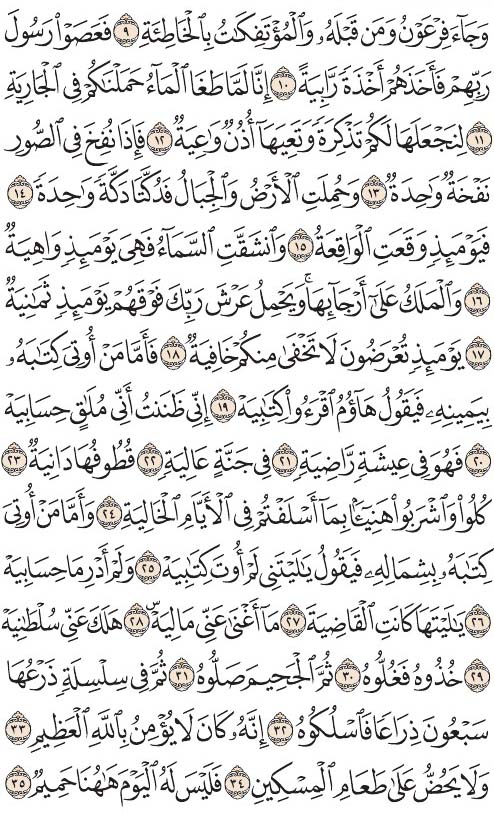 وَجَآءَ فِرْعَوْنُ وَمَن قَبْلَهُۥ وَٱلْمُؤْتَفِكَٰتُ بِٱلْخَاطِئَةِ ٩ فَعَصَوْا۟ رَسُولَ
رَبِّهِمْ فَأَخَذَهُمْ أَخْذَةً رَّابِيَةً ١٠ إِنَّا لَمَّا طَغَا ٱلْمَآءُ حَمَلْنَٰكُمْ فِى ٱلْجَارِيَةِ
١١ لِنَجْعَلَهَا لَكُمْ تَذْكِرَةً وَتَعِيَهَآ أُذُنٌ وَٰعِيَةٌ ١٢ فَإِذَا نُفِخَ فِى ٱلصُّورِ
نَفْخَةٌ وَٰحِدَةٌ ١٣ وَحُمِلَتِ ٱلْأَرْضُ وَٱلْجِبَالُ فَدُكَّتَا دَكَّةً وَٰحِدَةً ١٤
فَيَوْمَئِذٍ وَقَعَتِ ٱلْوَاقِعَةُ ١٥ وَٱنشَقَّتِ ٱلسَّمَآءُ فَهِىَ يَوْمَئِذٍ وَاهِيَةٌ
١٦ وَٱلْمَلَكُ عَلَىٰٓ أَرْجَآئِهَا ۚ وَيَحْمِلُ عَرْشَ رَبِّكَ فَوْقَهُمْ يَوْمَئِذٍ ثَمَٰنِيَةٌ
١٧ يَوْمَئِذٍ تُعْرَضُونَ لَا تَخْفَىٰ مِنكُمْ خَافِيَةٌ ١٨ فَأَمَّا مَنْ أُوتِىَ كِتَٰبَهُۥ
بِيَمِينِهِۦ فَيَقُولُ هَآؤُمُ ٱقْرَءُوا۟ كِتَٰبِيَهْ ١٩ إِنِّى ظَنَنتُ أَنِّى مُلَٰقٍ حِسَابِيَهْ
٢٠ فَهُوَ فِى عِيشَةٍ رَّاضِيَةٍ ٢١ فِى جَنَّةٍ عَالِيَةٍ ٢٢ قُطُوفُهَا دَانِيَةٌ ٢٣
كُلُوا۟ وَٱشْرَبُوا۟ هَنِيٓـًٔۢا بِمَآ أَسْلَفْتُمْ فِى ٱلْأَيَّامِ ٱلْخَالِيَةِ ٢٤ وَأَمَّا مَنْ أُوتِىَ
كِتَٰبَهُۥ بِشِمَالِهِۦ فَيَقُولُ يَٰلَيْتَنِى لَمْ أُوتَ كِتَٰبِيَهْ ٢٥ وَلَمْ أَدْرِ مَا حِسَابِيَهْ
٢٦ يَٰلَيْتَهَا كَانَتِ ٱلْقَاضِيَةَ ٢٧ مَآ أَغْنَىٰ عَنِّى مَالِيَهْ ۜ ٢٨ هَلَكَ عَنِّى سُلْطَٰنِيَهْ
٢٩ خُذُوهُ فَغُلُّوهُ ٣٠ ثُمَّ ٱلْجَحِيمَ صَلُّوهُ ٣١ ثُمَّ فِى سِلْسِلَةٍ ذَرْعُهَا
سَبْعُونَ ذِرَاعًا فَٱسْلُكُوهُ ٣٢ إِنَّهُۥ كَانَ لَا يُؤْمِنُ بِٱللَّهِ ٱلْعَظِيمِ ٣٣
وَلَا يَحُضُّ عَلَىٰ طَعَامِ ٱلْمِسْكِينِ ٣٤ فَلَيْسَ لَهُ ٱلْيَوْمَ هَٰهُنَا حَمِيمٌ ٣٥